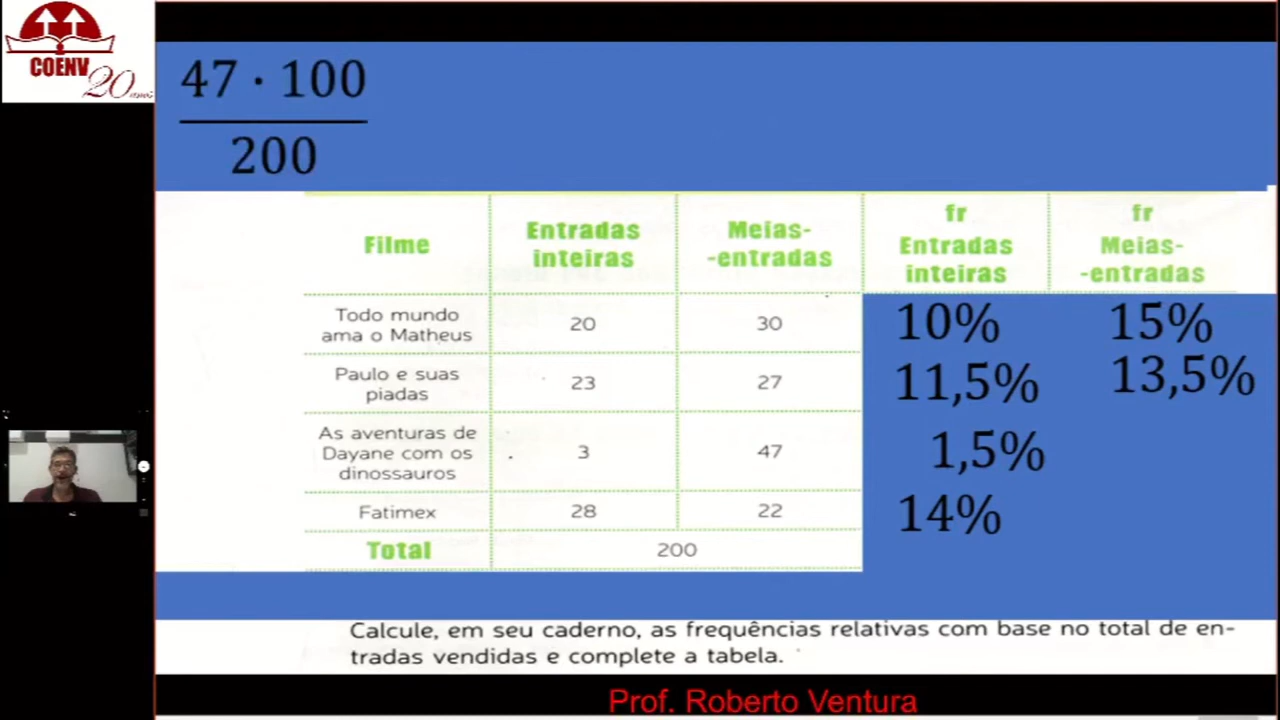 COENV
20 anos
47 · 100
200
Filme
Entradas
inteiras
Meias-
-entradas
fr
Entradas
inteiras
fr
Meias-
-entradas
Todo mundo
ama o Matheus
20
30
10%
15%
Paulo e suas
piadas
23
27
11,5%
13,5%
As aventuras de
Dayane com os
dinossauros
3
47
1,5%
Fatimex
28
22
14%
Total
200
Calcule, em seu caderno, as frequências relativas com base no total de en-
tradas vendidas e complete a tabela.
Prof. Roberto Ventura